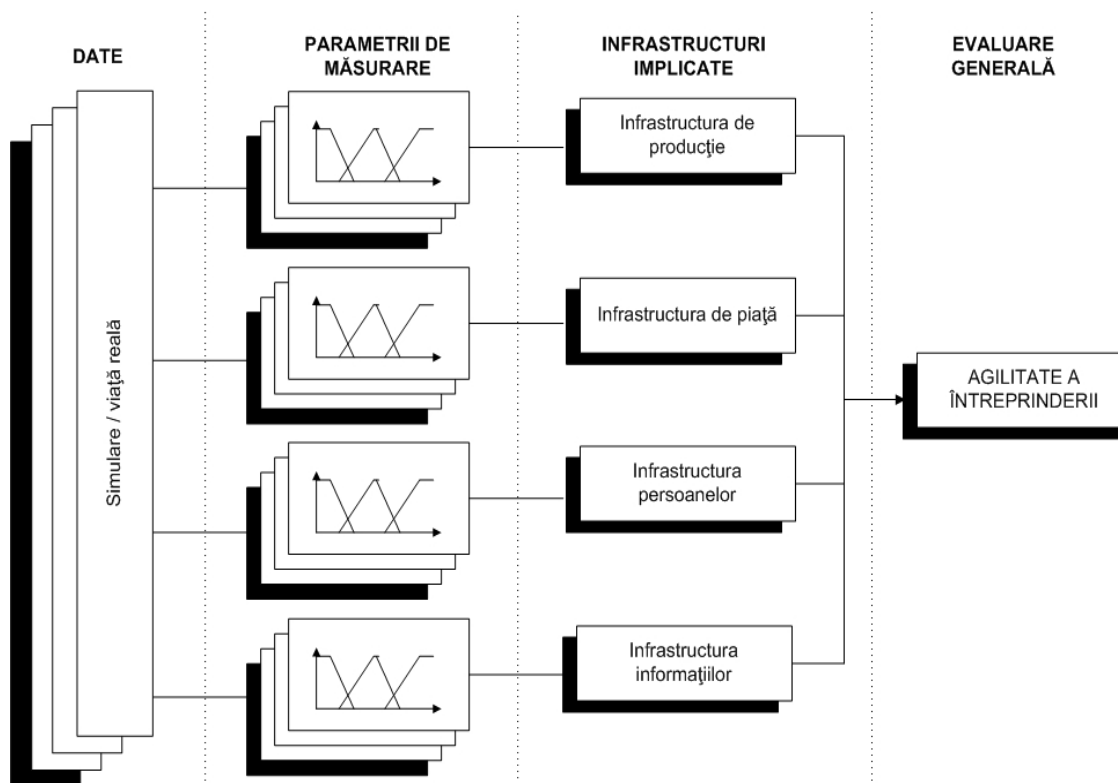 DATE
PARAMETRII DE
MĂSURARE
INFRASTRUCTURI
IMPLICATE
EVALUARE
GENERALĂ
Simulare / viaţă reală
Infrastructura de
producţie
Infrastructura de piaţă
Infrastructura
persoanelor
Infrastructura
informaţiilor
AGILITATE A
ÎNTREPRINDERII